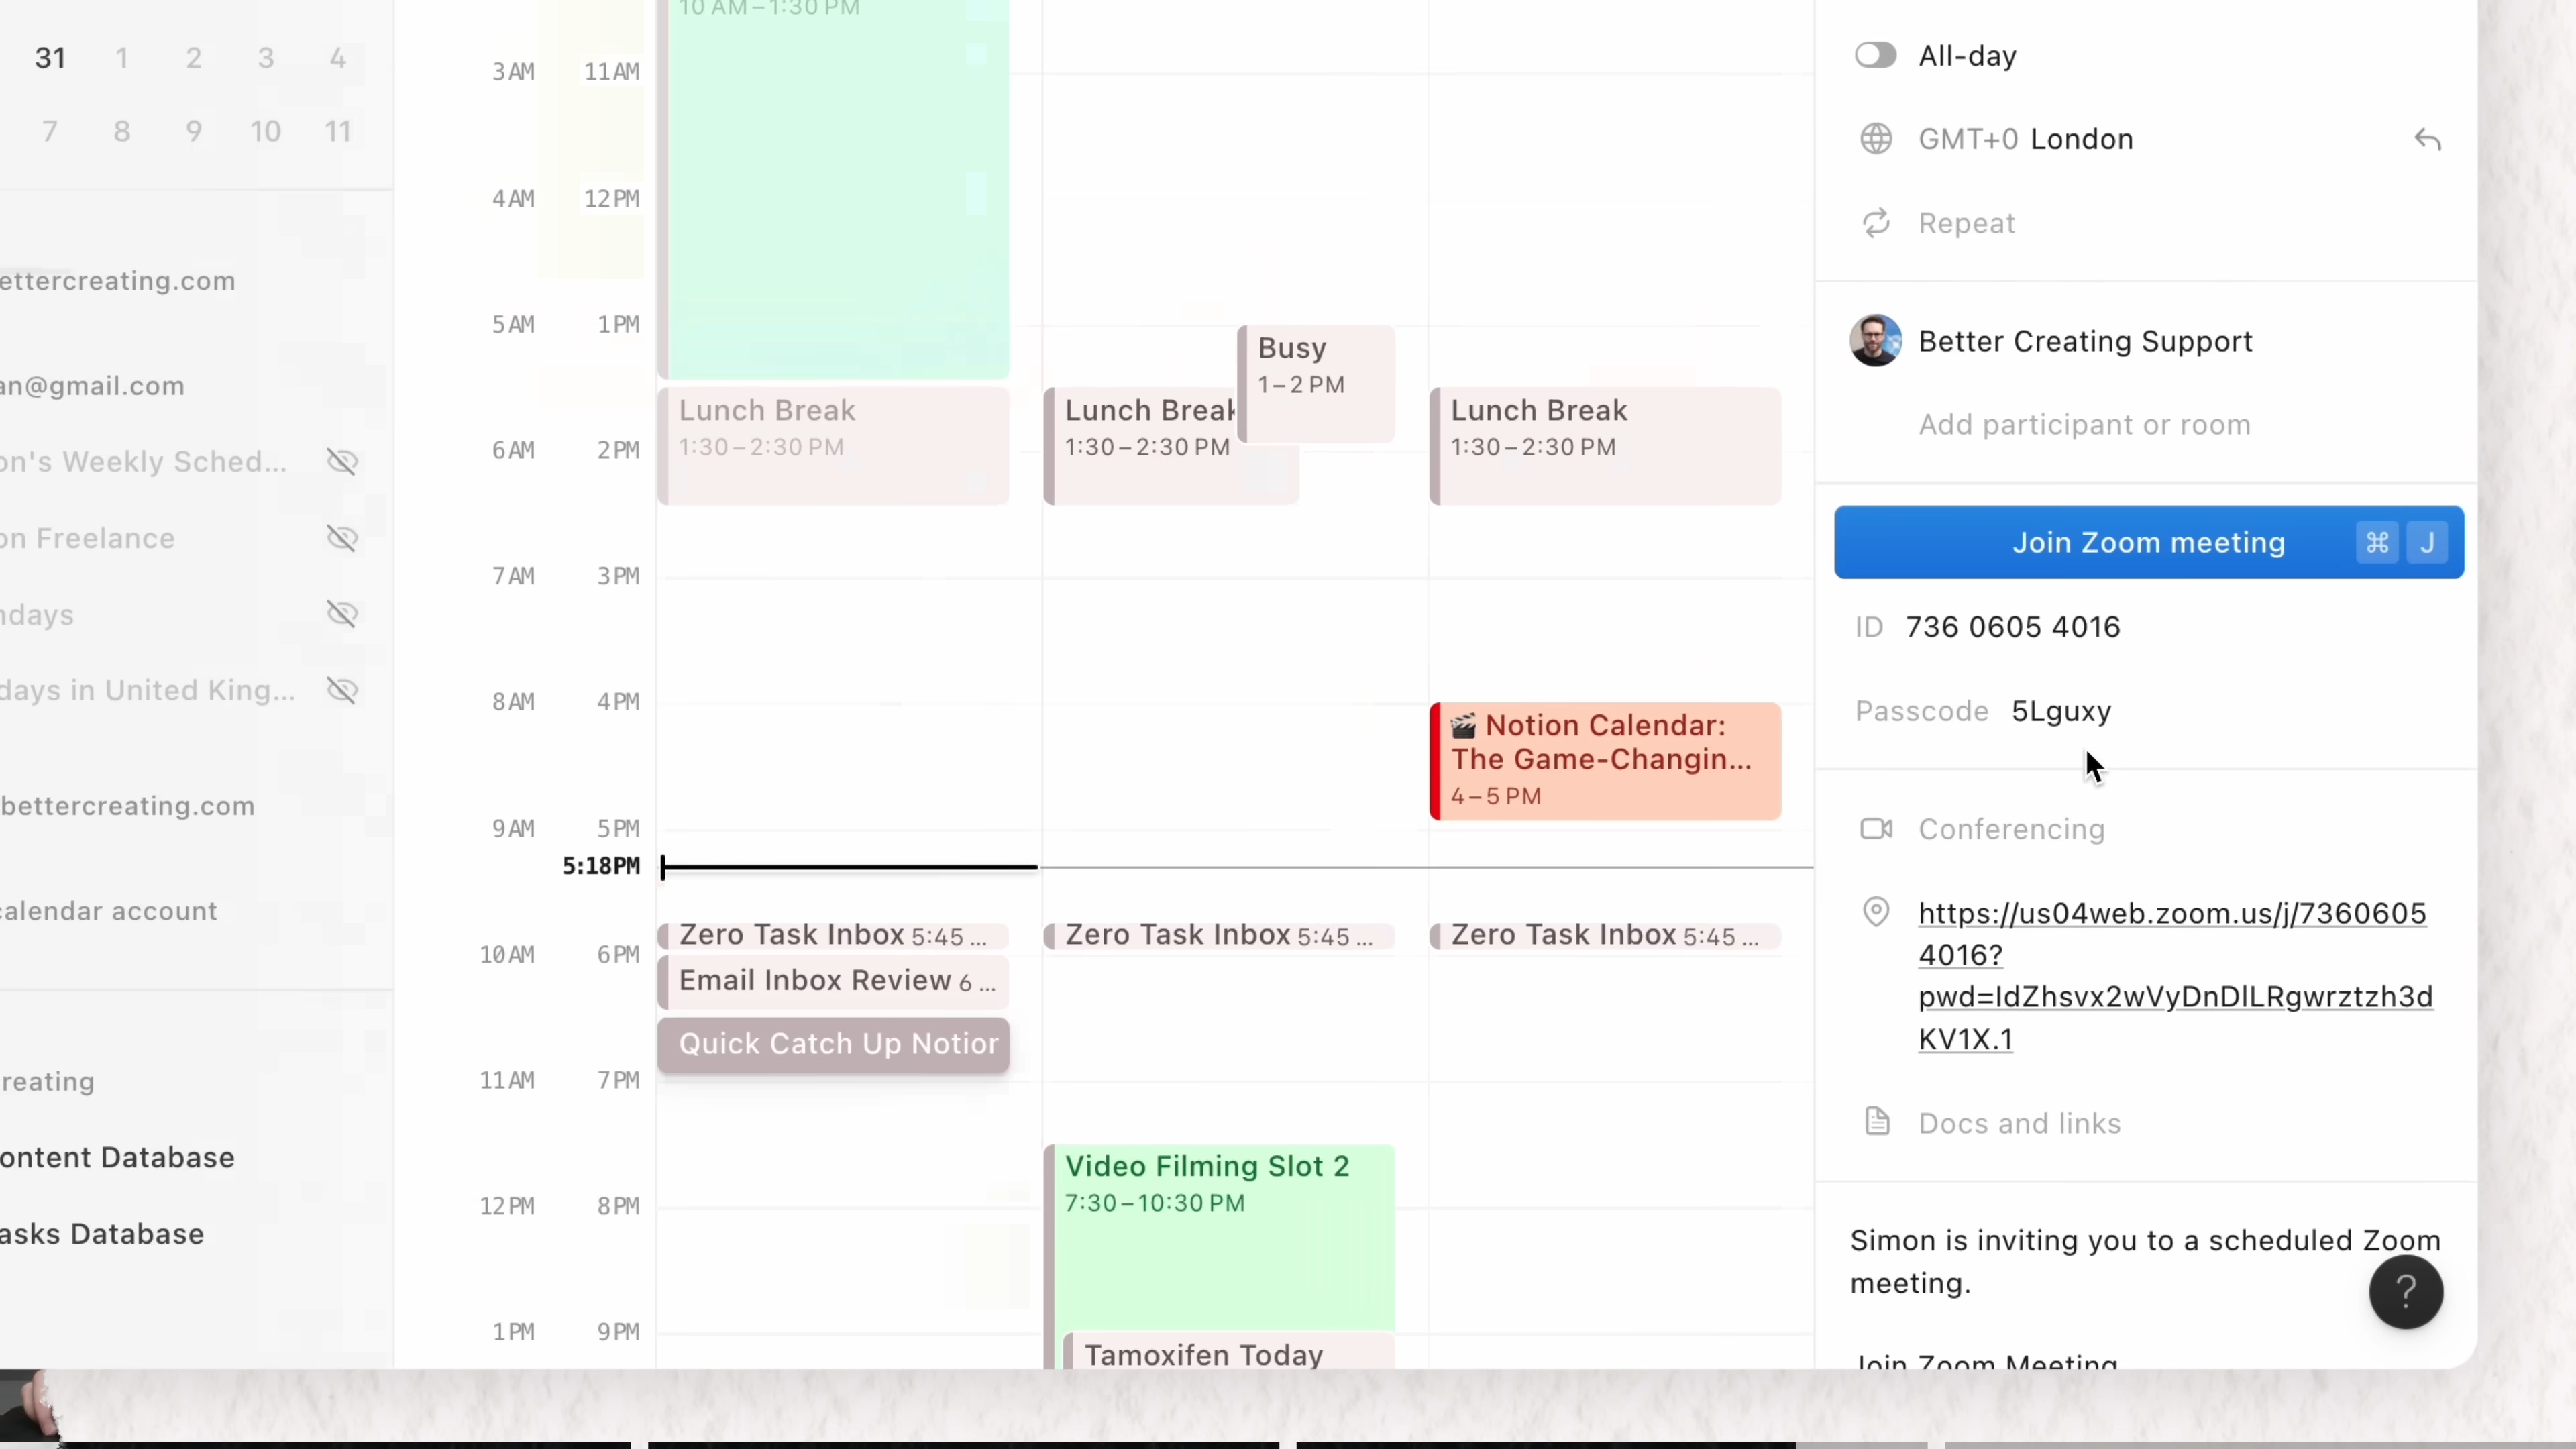 31 1 2 3 4
7 8 9 10 11
ettercreating.com
an@gmail.com
on's Weekly Sched...
on Freelance
ndays
days in United King...
bettercreating.com
calendar account
reating
ontent Database
asks Database
3 AM 11 AM
4 AM 12 PM
5 AM 1 PM
6 AM 2 PM
7 AM 3 PM
8 AM 4 PM
9 AM 5 PM
5:18PM
10 AM 6 PM
11 AM 7 PM
12 PM 8 PM
1 PM 9 PM
10 AM – 1:30 PM
Lunch Break
1:30 – 2:30 PM
Zero Task Inbox 5:45 ...
Email Inbox Review 6 ...
Quick Catch Up Notior
Busy
1 – 2 PM
Lunch Break
1:30 – 2:30 PM
Zero Task Inbox 5:45 ...
Video Filming Slot 2
7:30 – 10:30 PM
Tamoxifen Today
Lunch Break
1:30 – 2:30 PM
Notion Calendar:
The Game-Changin...
4 – 5 PM
Zero Task Inbox 5:45 ...
All-day
GMT+0 London
Repeat
Better Creating Support
Add participant or room
Join Zoom meeting ⌘ J
ID 736 0605 4016
Passcode 5Lguxy
Conferencing
https://us04web.zoom.us/j/7360605
4016?
pwd=IdZhsvx2wVyDnDlLRgwrztzh3d
KV1X.1
Docs and links
Simon is inviting you to a scheduled Zoom
meeting.
?
Join Zoom Meeting